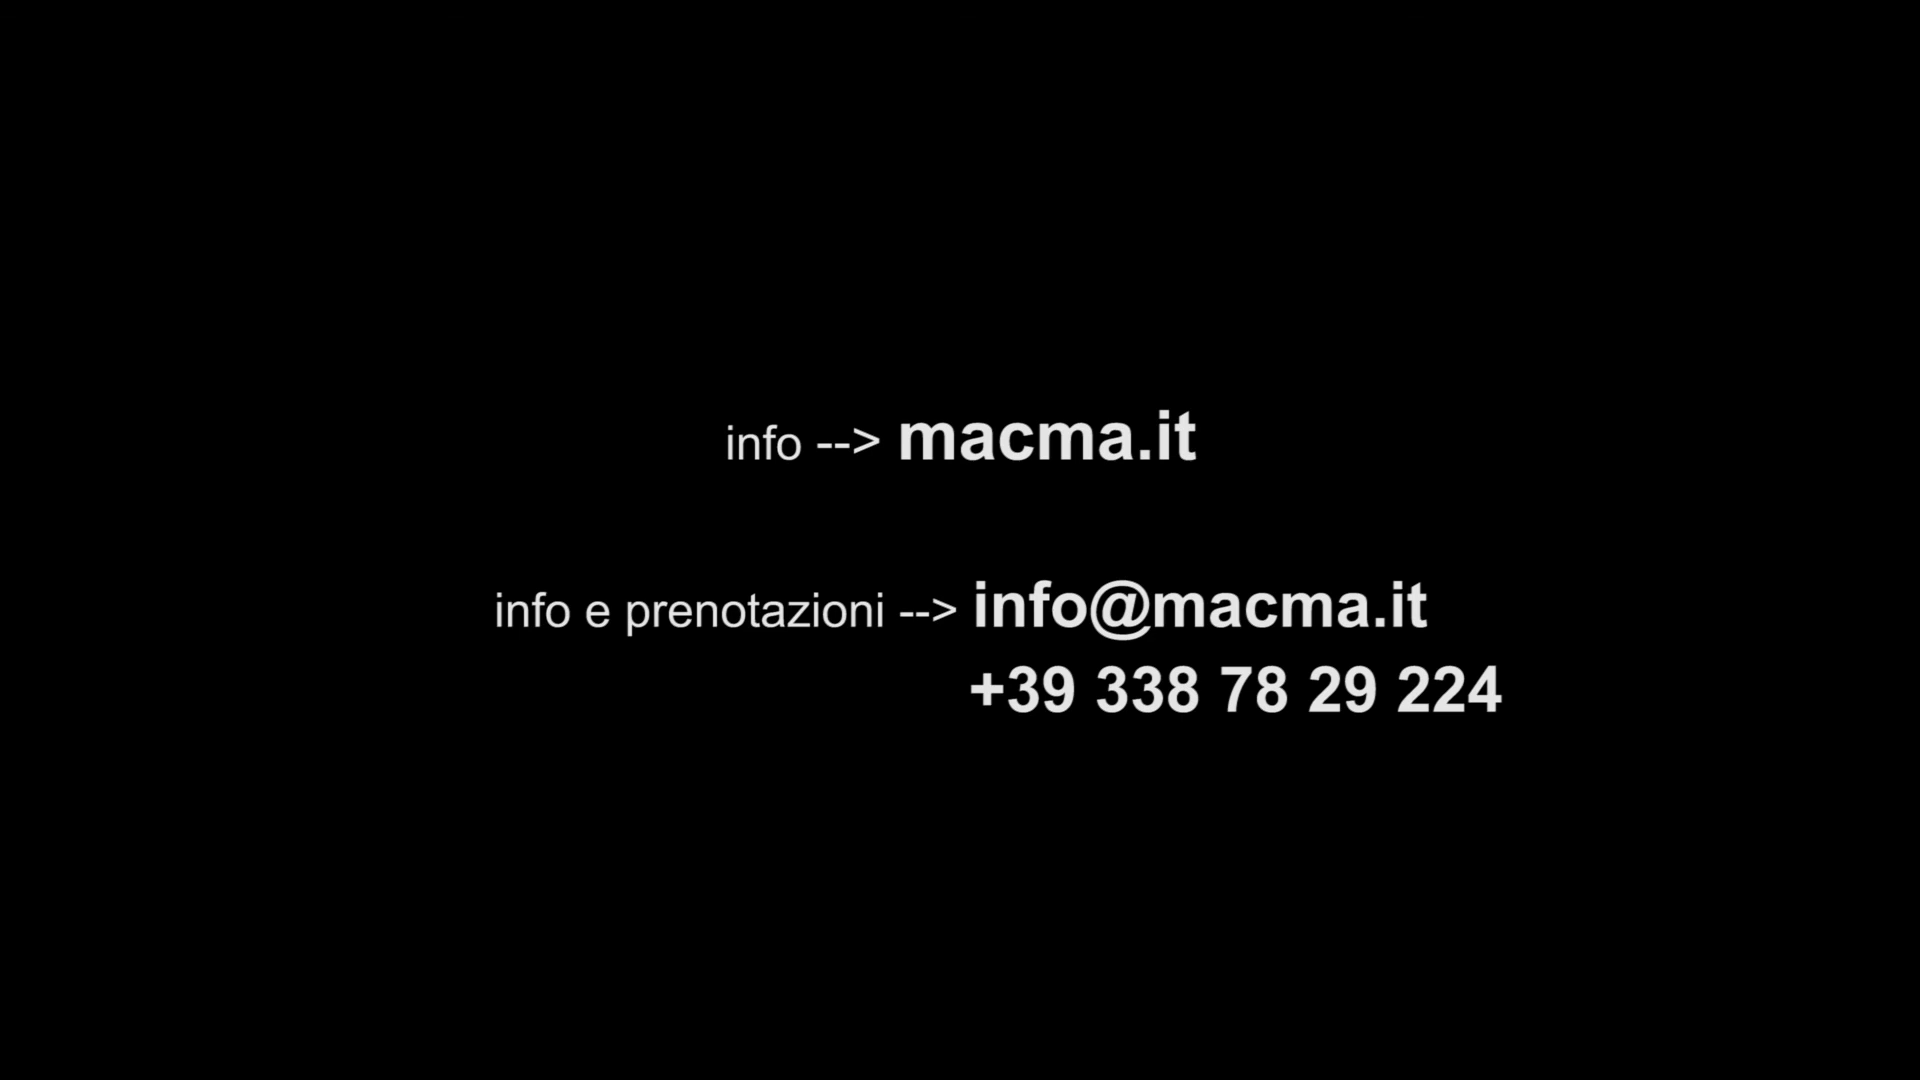 info --> macma.it
info e prenotazioni --> info@macma.it
+39 338 78 29 224